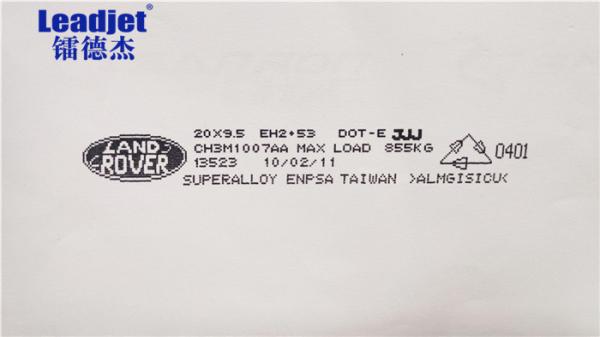 Leadjet
镭德杰
LAND
ROVER
20X9.5 EH2+53 DOT-E JJJ
CH3M1007AA MAX LOAD 855KG
13523 10/02/11
SUPERALLOY ENPSA TAIWAN >ALMGISICU<
0401